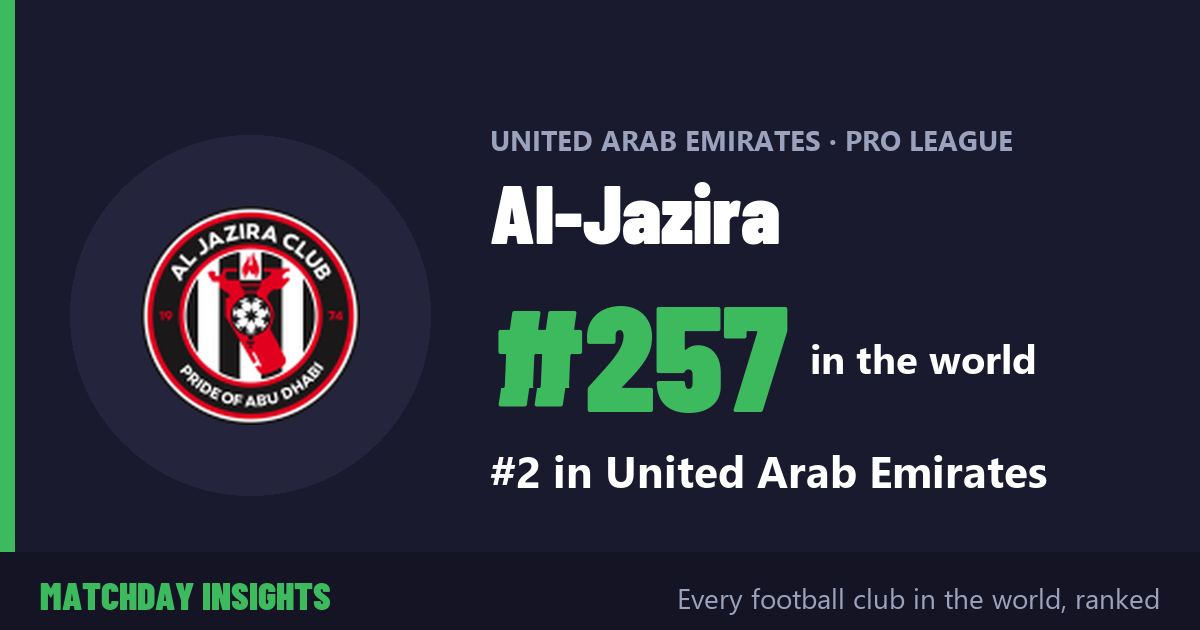 UNITED ARAB EMIRATES · PRO LEAGUE
Al-Jazira
#257 in the world
#2 in United Arab Emirates
AL JAZIRA CLUB
19 74
PRIDE OF ABU DHABI
MATCHDAY INSIGHTS
Every football club in the world, ranked